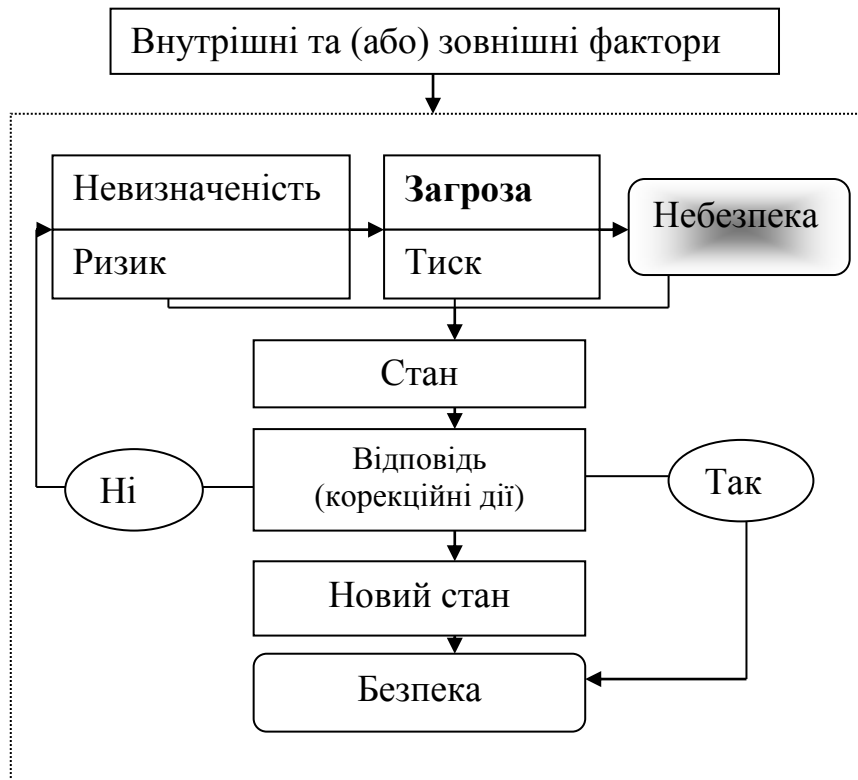 Внутрішні та (або) зовнішні фактори
Невизначеність
Загроза
Небезпека
Ризик
Тиск
Стан
Відповідь
(корекційні дії)
Ні
Так
Новий стан
Безпека